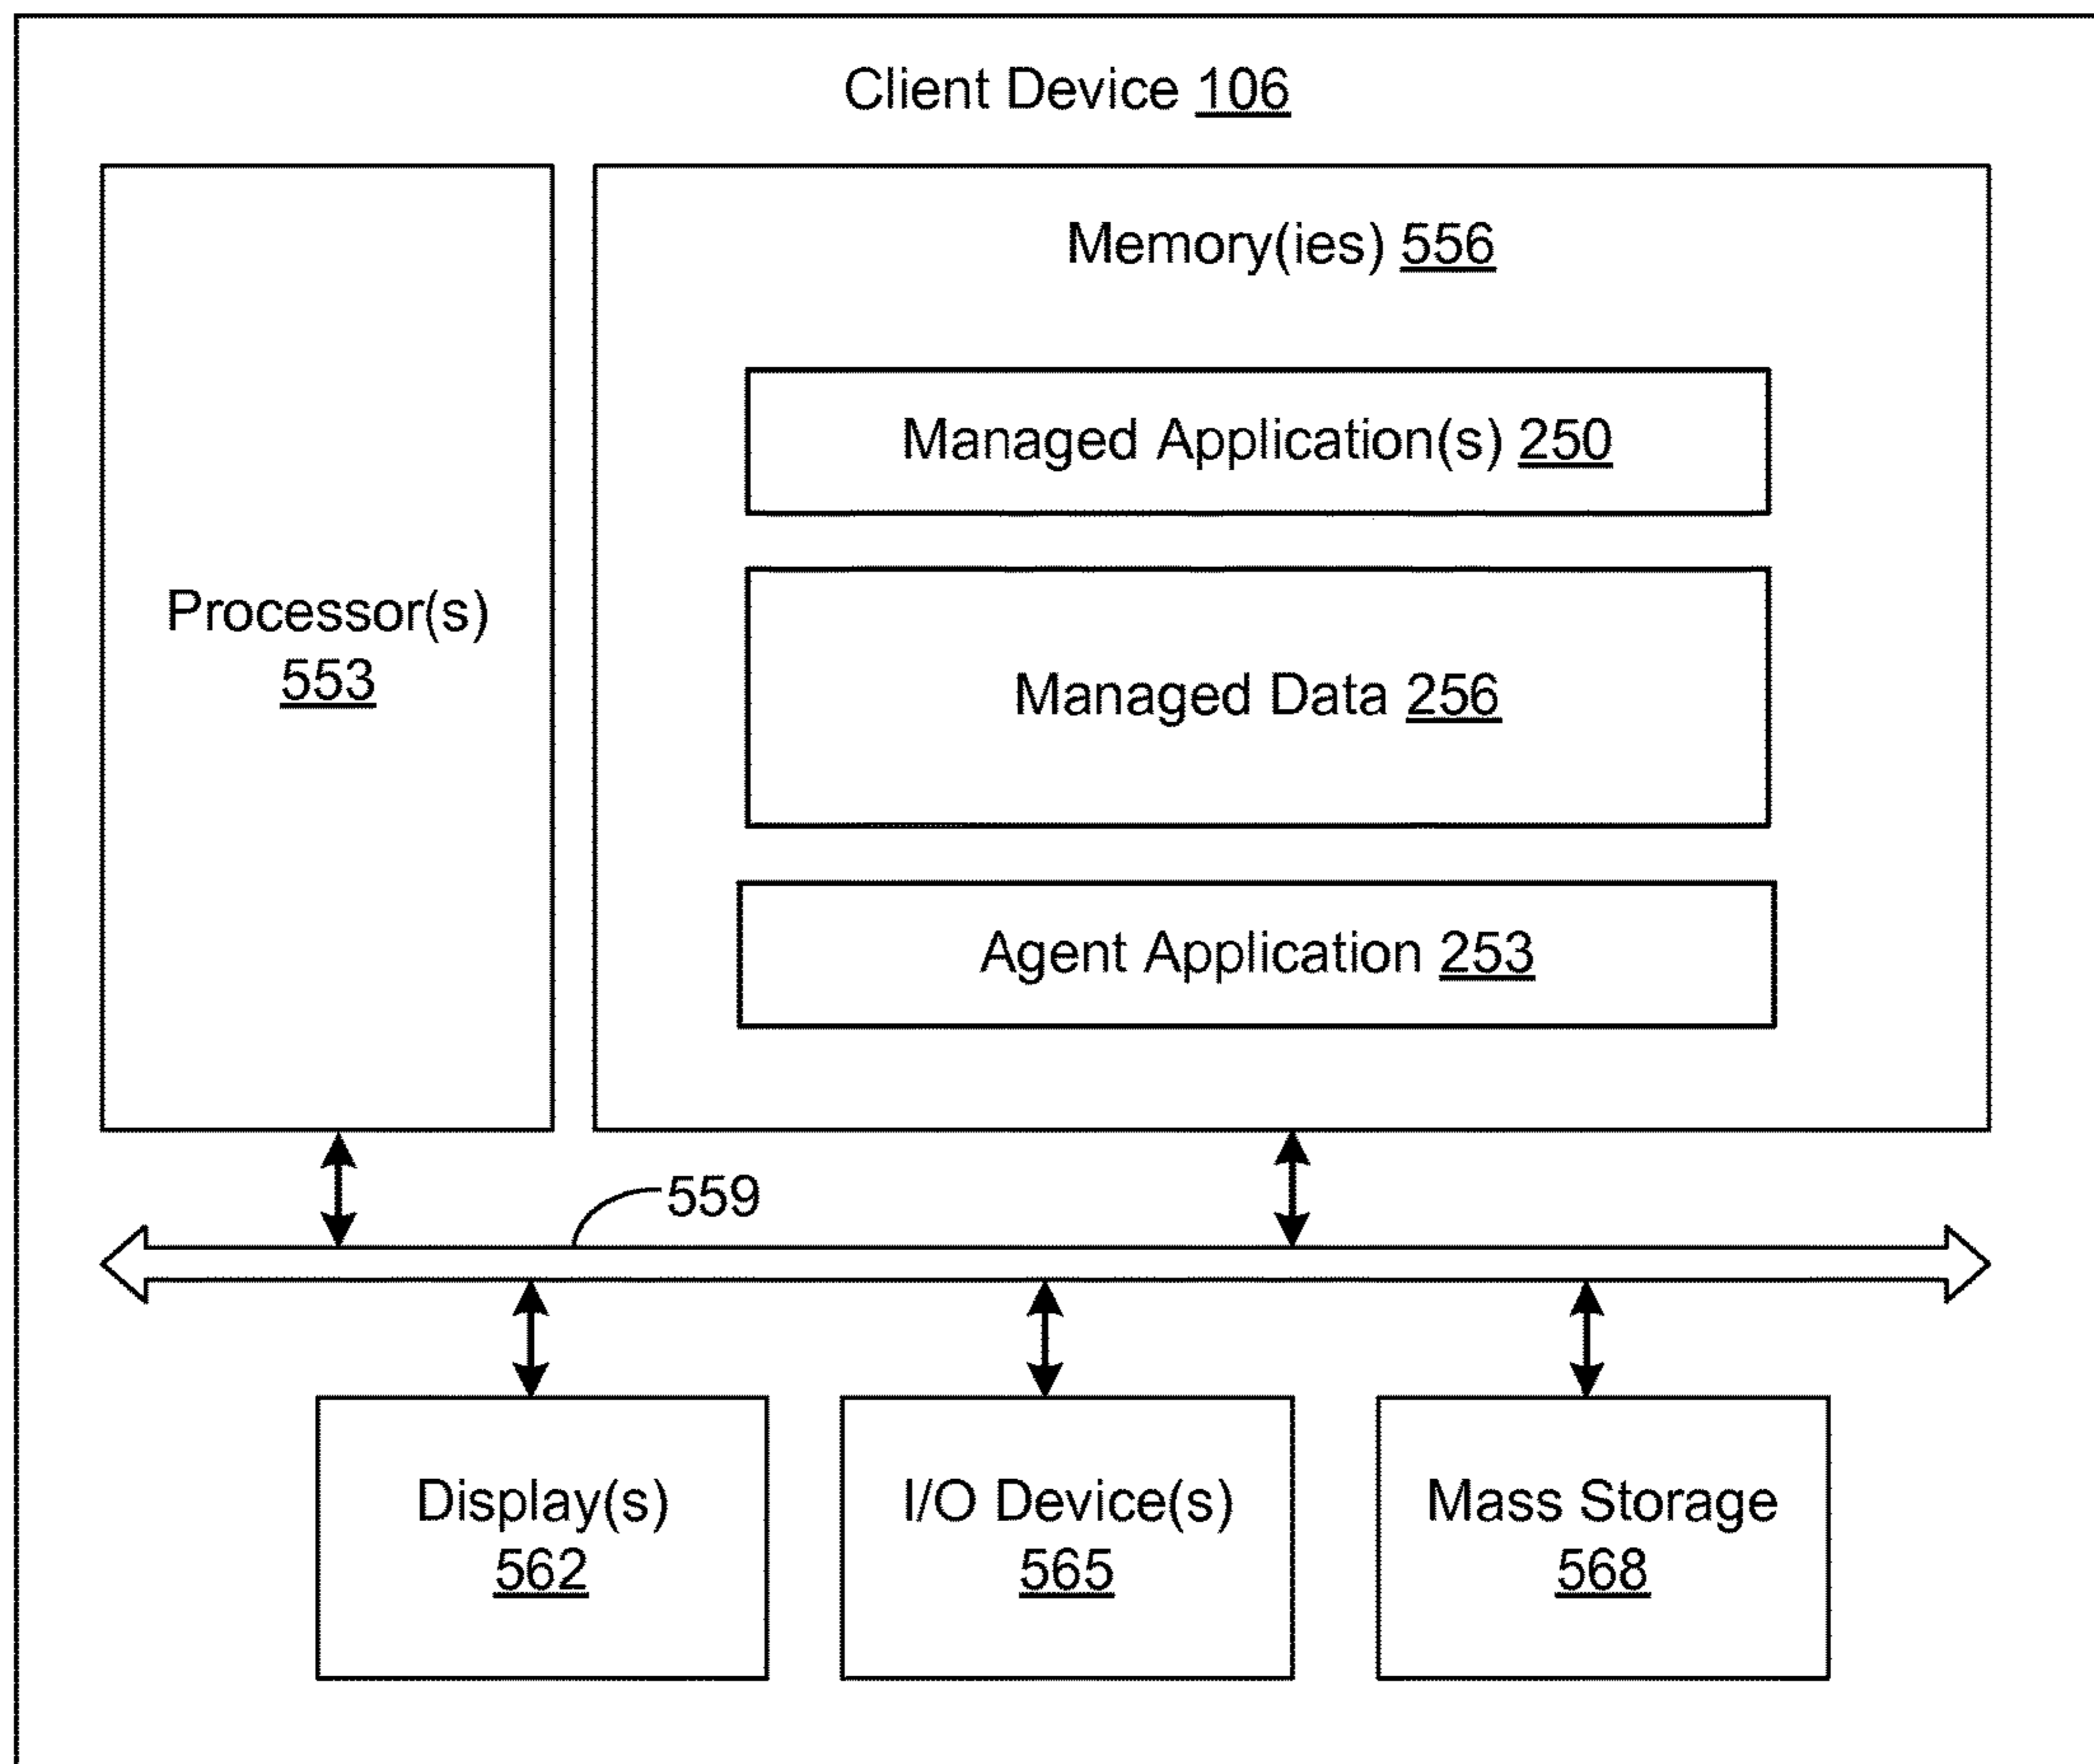 Client Device 106
Processor(s)
553
Memory(ies) 556
Managed Application(s) 250
Managed Data 256
Agent Application 253
559
Display(s)
562
I/O Device(s)
565
Mass Storage
568